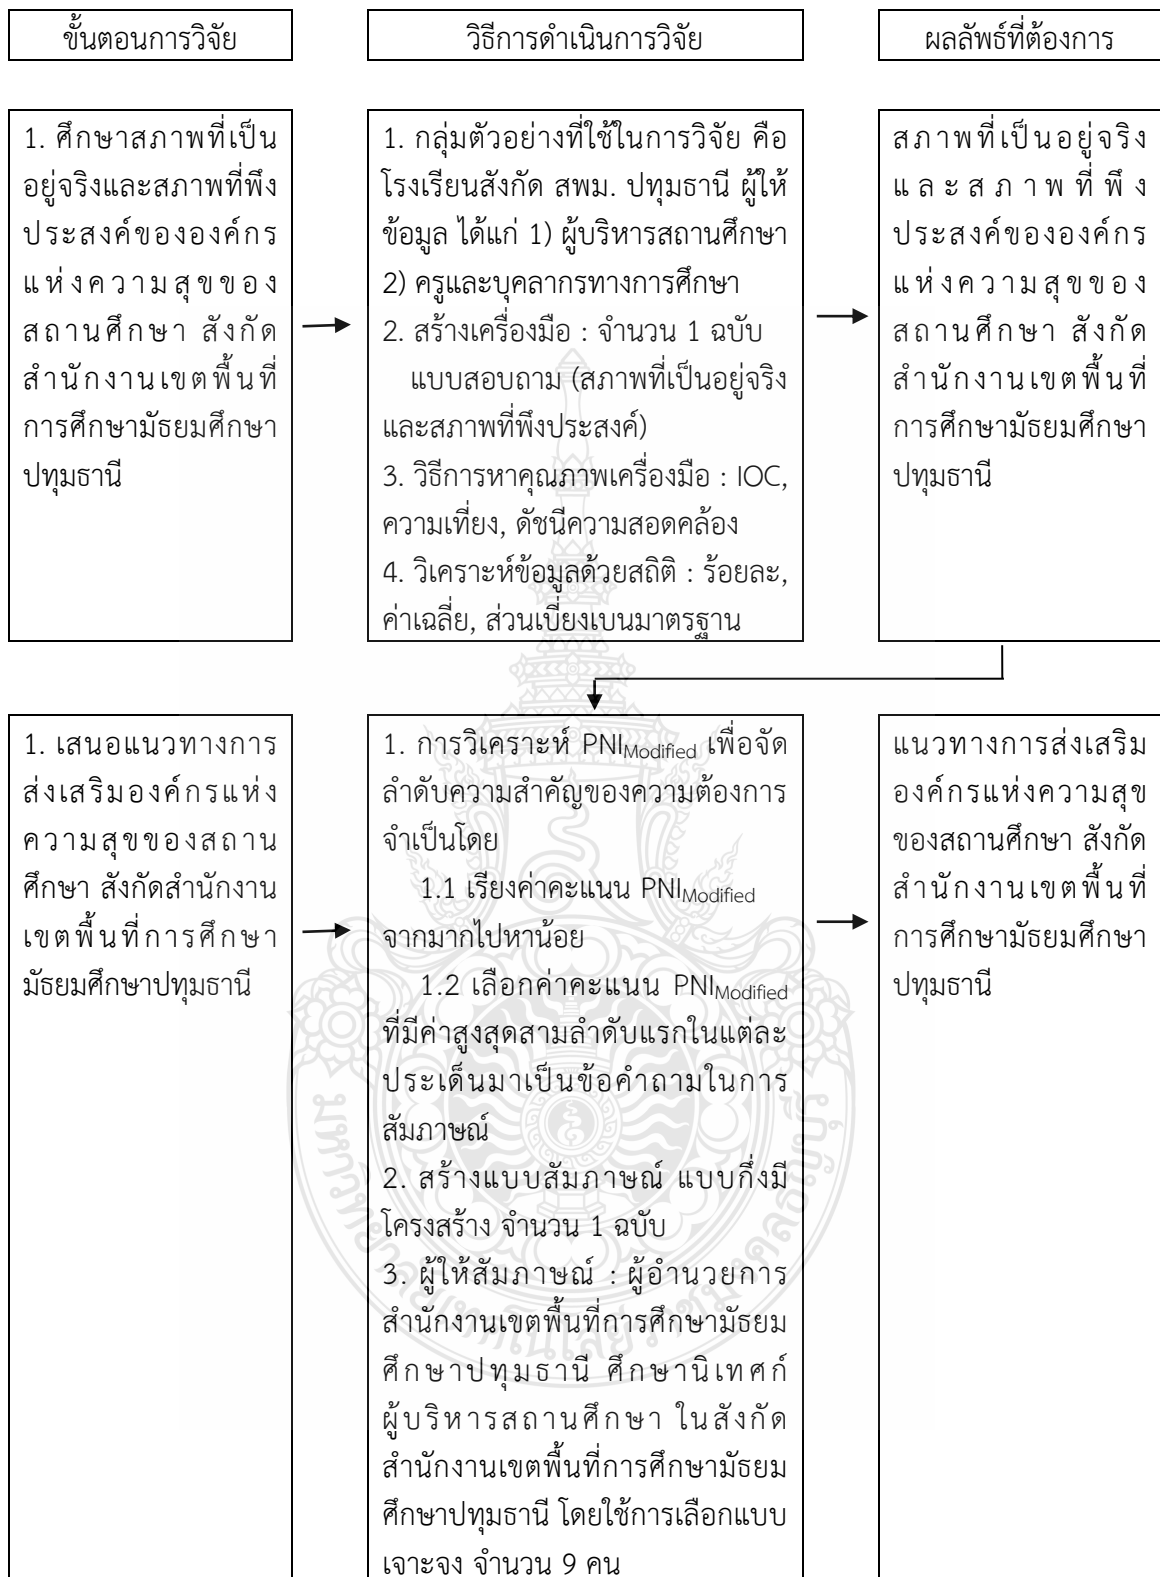 ขั้นตอนการวิจัย
วิธีการดำเนินการวิจัย
ผลลัพธ์ที่ต้องการ
1. ศึกษาสภาพที่เป็น
อยู่จริงและสภาพที่พึง
ประสงค์ขององค์กร
แห่งความสุขของ
สถานศึกษา สังกัด
สำนักงานเขตพื้นที่
การศึกษามัธยมศึกษา
ปทุมธานี
1. กลุ่มตัวอย่างที่ใช้ในการวิจัย คือ
โรงเรียนสังกัด สพม. ปทุมธานี ผู้ให้
ข้อมูล ได้แก่ 1) ผู้บริหารสถานศึกษา
2) ครูและบุคลากรทางการศึกษา
2. สร้างเครื่องมือ : จำนวน 1 ฉบับ
แบบสอบถาม (สภาพที่เป็นอยู่จริง
และสภาพที่พึงประสงค์)
3. วิธีการหาคุณภาพเครื่องมือ : IOC,
ความเที่ยง, ดัชนีความสอดคล้อง
4. วิเคราะห์ข้อมูลด้วยสถิติ : ร้อยละ,
ค่าเฉลี่ย, ส่วนเบี่ยงเบนมาตรฐาน
สภาพที่เป็นอยู่จริง
และสภาพที่พึง
ประสงค์ขององค์กร
แห่งความสุขของ
สถานศึกษา สังกัด
สำนักงานเขตพื้นที่
การศึกษามัธยมศึกษา
ปทุมธานี
1. เสนอแนวทางการ
ส่งเสริมองค์กรแห่ง
ความสุขของสถาน
ศึกษา สังกัดสำนักงาน
เขตพื้นที่การศึกษา
มัธยมศึกษาปทุมธานี
1. การวิเคราะห์ PNIModified เพื่อจัด
ลำดับความสำคัญของความต้องการ
จำเป็นโดย
1.1 เรียงค่าคะแนน PNIModified
จากมากไปหาน้อย
1.2 เลือกค่าคะแนน PNIModified
ที่มีค่าสูงสุดสามลำดับแรกในแต่ละ
ประเด็นมาเป็นข้อคำถามในการ
สัมภาษณ์
2. สร้างแบบสัมภาษณ์ แบบกึ่งมี
โครงสร้าง จำนวน 1 ฉบับ
3. ผู้ให้สัมภาษณ์ : ผู้อำนวยการ
สำนักงานเขตพื้นที่การศึกษามัธยม
ศึกษาปทุมธานี ศึกษานิเทศก์
ผู้บริหารสถานศึกษา ในสังกัด
สำนักงานเขตพื้นที่การศึกษามัธยม
ศึกษาปทุมธานี โดยใช้การเลือกแบบ
เจาะจง จำนวน 9 คน
แนวทางการส่งเสริม
องค์กรแห่งความสุข
ของสถานศึกษา สังกัด
สำนักงานเขตพื้นที่
การศึกษามัธยมศึกษา
ปทุมธานี
มหาวิทยาลัยเทคโนโลยีราชมงคลธัญบุรี